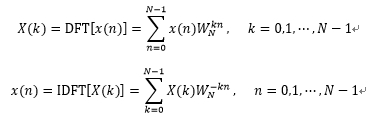 X(k) = DFT[x(n)] = ∑_{n=0}^{N−1} x(n)W_N^{kn} ,　k = 0,1,⋯,N − 1↵
x(n) = IDFT[X(k)] = ∑_{k=0}^{N−1} X(k)W_N^{−kn} ,　n = 0,1,⋯,N − 1↵